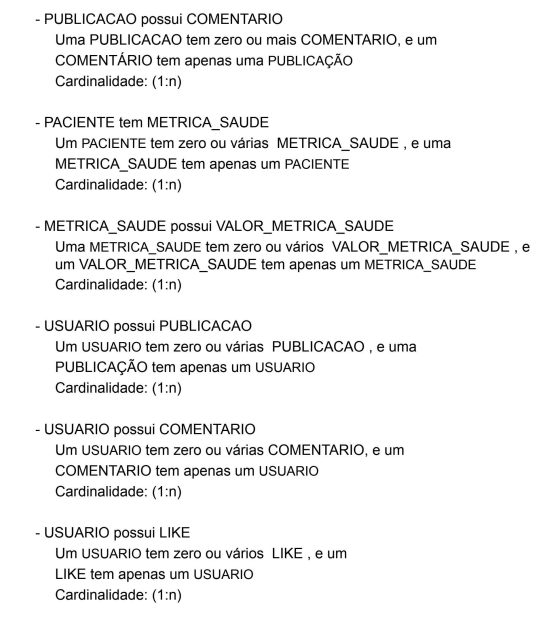 - PUBLICACAO possui COMENTARIO
Uma PUBLICACAO tem zero ou mais COMENTARIO, e um
COMENTÁRIO tem apenas uma PUBLICAÇÃO
Cardinalidade: (1:n)
- PACIENTE tem METRICA_SAUDE
Um PACIENTE tem zero ou várias  METRICA_SAUDE , e uma
METRICA_SAUDE tem apenas um PACIENTE
Cardinalidade: (1:n)
- METRICA_SAUDE possui VALOR_METRICA_SAUDE
Uma METRICA_SAUDE tem zero ou vários  VALOR_METRICA_SAUDE , e
um VALOR_METRICA_SAUDE tem apenas um METRICA_SAUDE
Cardinalidade: (1:n)
- USUARIO possui PUBLICACAO
Um USUARIO tem zero ou várias  PUBLICACAO , e uma
PUBLICAÇÃO tem apenas um USUARIO
Cardinalidade: (1:n)
- USUARIO possui COMENTARIO
Um USUARIO tem zero ou várias COMENTARIO, e um
COMENTARIO tem apenas um USUARIO
Cardinalidade: (1:n)
- USUARIO possui LIKE
Um USUARIO tem zero ou vários  LIKE , e um
LIKE tem apenas um USUARIO
Cardinalidade: (1:n)